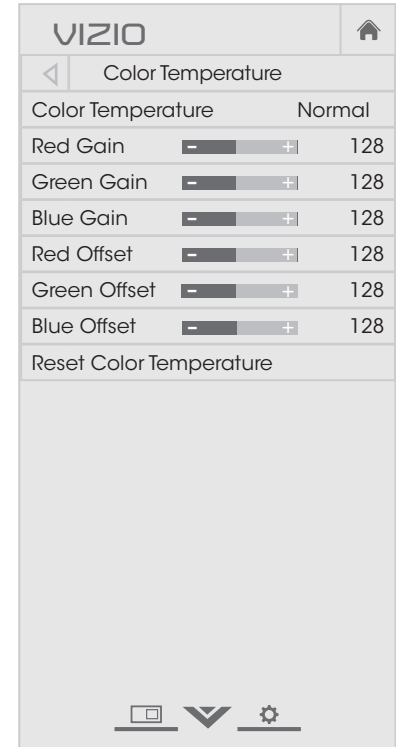 VIZIO
Color Temperature
Color Temperature Normal
Red Gain - + 128
Green Gain - + 128
Blue Gain - + 128
Red Offset - + 128
Green Offset - + 128
Blue Offset - + 128
Reset Color Temperature